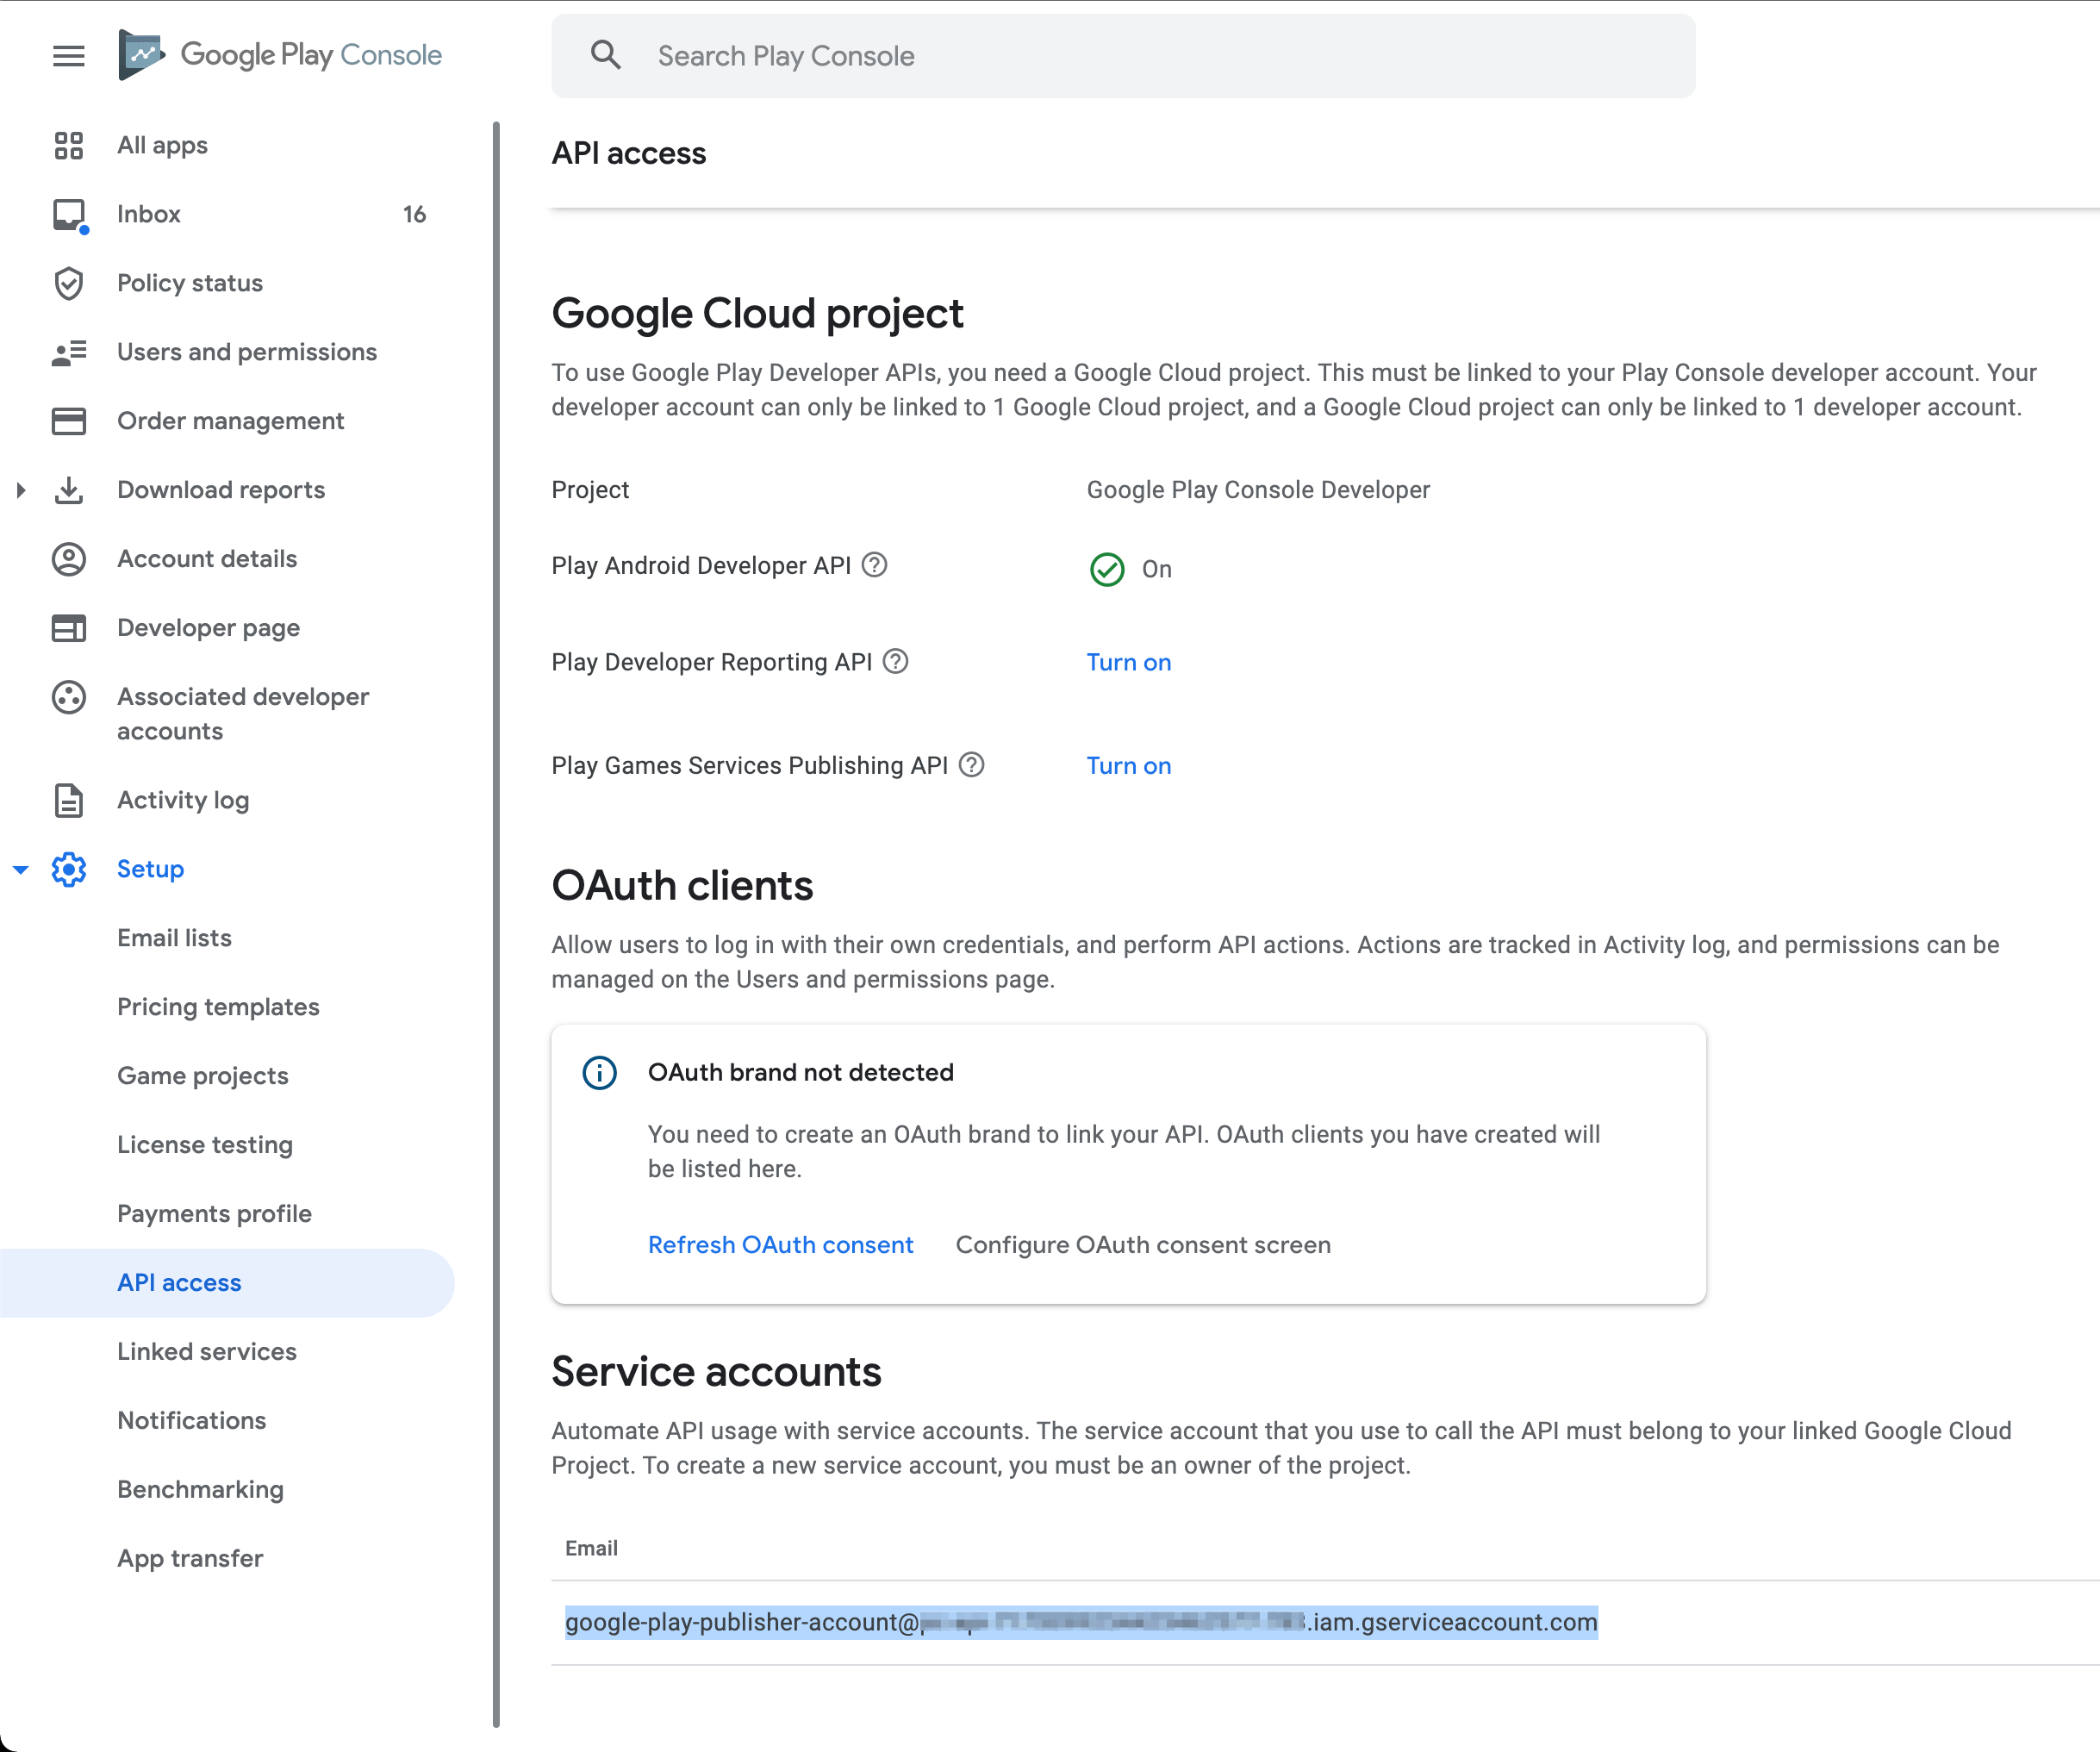 Google Play Console
Search Play Console
All apps
Inbox 16
Policy status
Users and permissions
Order management
Download reports
Account details
Developer page
Associated developer
accounts
Activity log
Setup
Email lists
Pricing templates
Game projects
License testing
Payments profile
API access
Linked services
Notifications
Benchmarking
App transfer
API access
Google Cloud project
To use Google Play Developer APIs, you need a Google Cloud project. This must be linked to your Play Console developer account. Your
developer account can only be linked to 1 Google Cloud project, and a Google Cloud project can only be linked to 1 developer account.
Project Google Play Console Developer
Play Android Developer API On
Play Developer Reporting API Turn on
Play Games Services Publishing API Turn on
OAuth clients
Allow users to log in with their own credentials, and perform API actions. Actions are tracked in Activity log, and permissions can be
managed on the Users and permissions page.
OAuth brand not detected
You need to create an OAuth brand to link your API. OAuth clients you have created will
be listed here.
Refresh OAuth consent Configure OAuth consent screen
Service accounts
Automate API usage with service accounts. The service account that you use to call the API must belong to your linked Google Cloud
Project. To create a new service account, you must be an owner of the project.
Email
google-play-publisher-account@ .iam.gserviceaccount.com